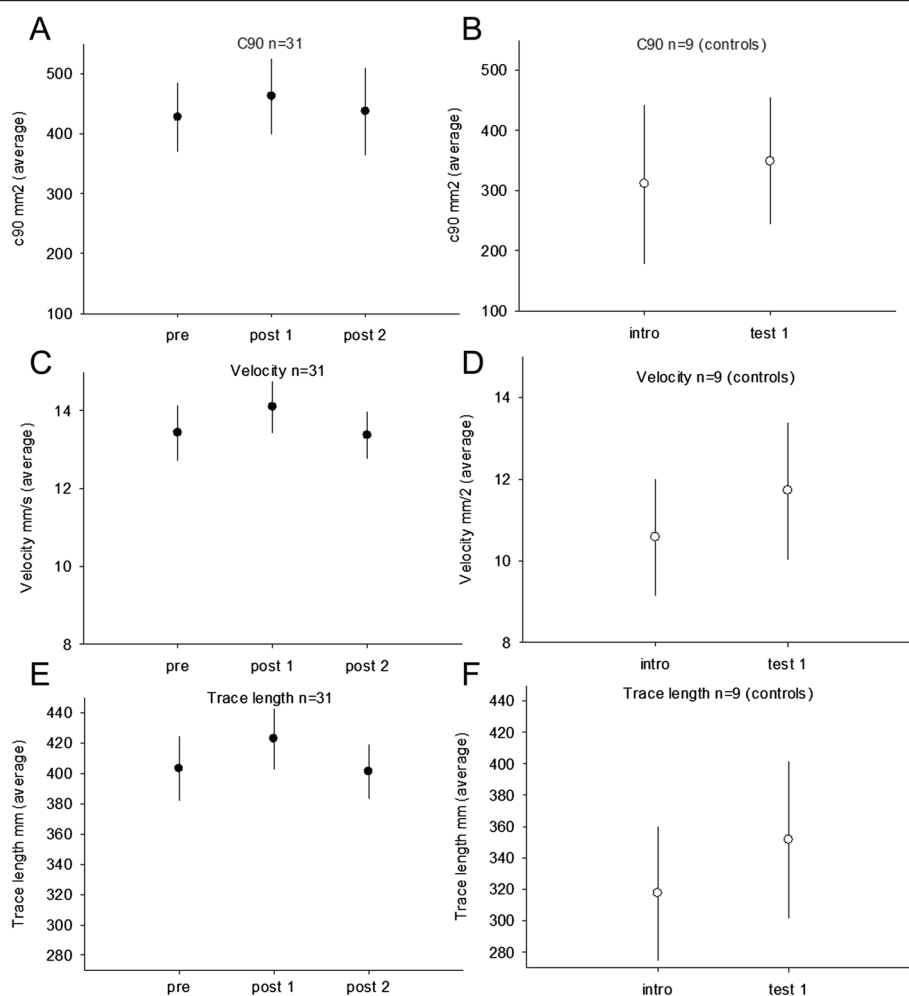 A
C90 n=31
c90 mm2 (average)
500
400
300
200
100
pre post 1 post 2
B
C90 n=9 (controls)
c90 mm2 (average)
500
400
300
200
100
intro test 1
C
Velocity n=31
Velocity mm/s (average)
14
12
10
8
pre post 1 post 2
D
Velocity n=9 (controls)
Velocity mm/2 (average)
14
12
10
8
intro test 1
E
Trace length n=31
Trace length mm (average)
440
420
400
380
360
340
320
300
280
pre post 1 post 2
F
Trace length n=9 (controls)
Trace length mm (average)
440
420
400
380
360
340
320
300
280
intro test 1